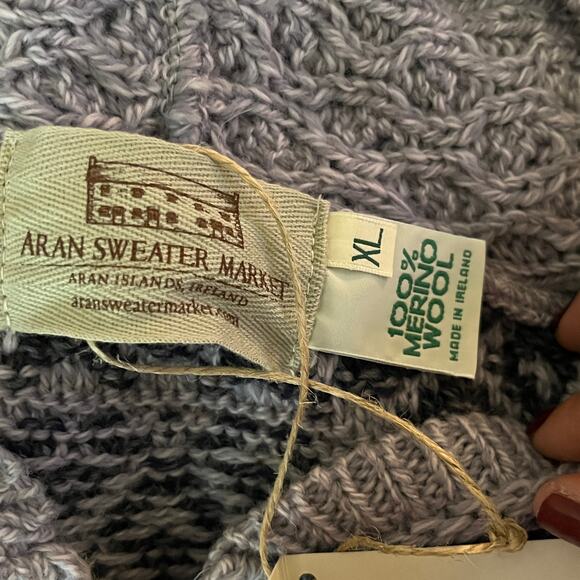 ARAN SWEATER MARKET
ARAN ISLANDS, IRELAND
aransweatermarket.com
XL
100%
MERINO
WOOL
MADE IN IRELAND